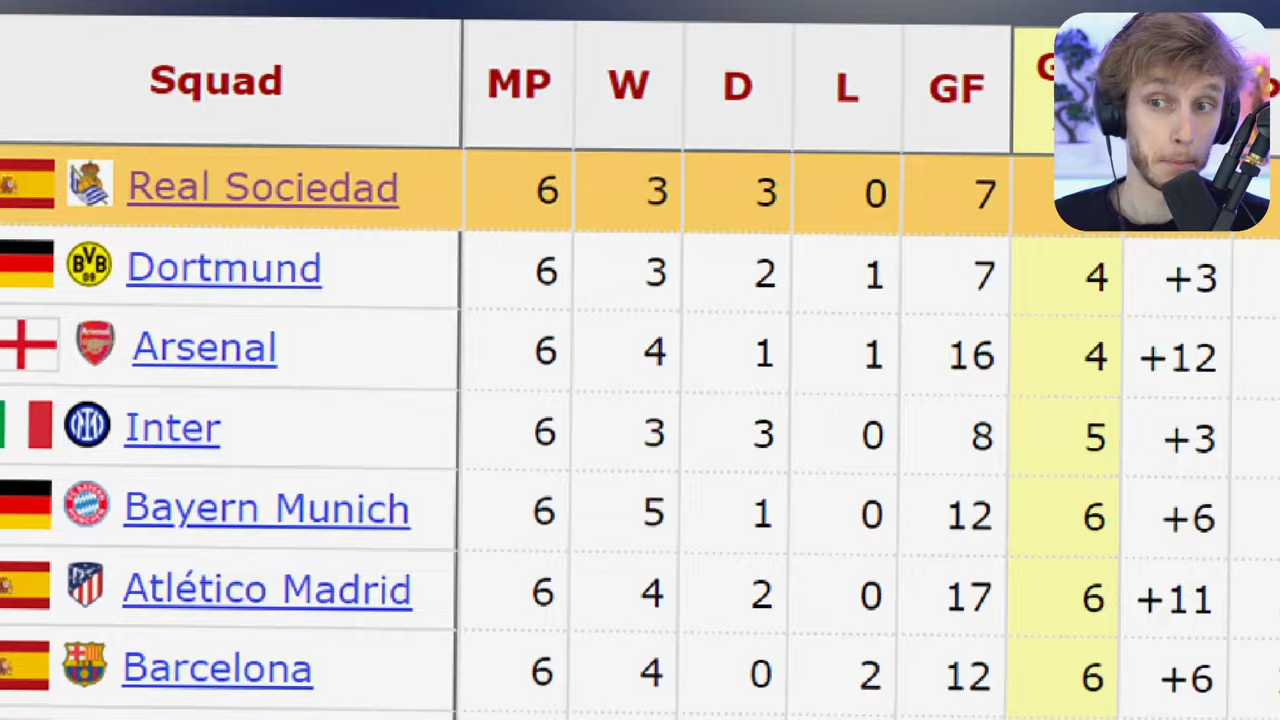 Squad MP W D L GF
Real Sociedad 6 3 3 0 7
Dortmund 6 3 2 1 7 4 +3
Arsenal 6 4 1 1 16 4 +12
Inter 6 3 3 0 8 5 +3
Bayern Munich 6 5 1 0 12 6 +6
Atlético Madrid 6 4 2 0 17 6 +11
Barcelona 6 4 0 2 12 6 +6